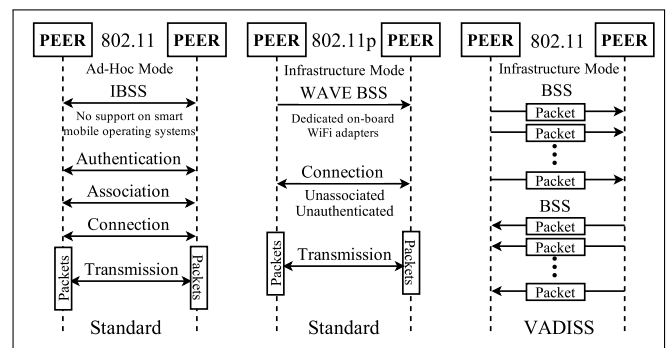 PEER 802.11 PEER
Ad-Hoc Mode
IBSS
No support on smart
mobile operating systems
Authentication
Association
Connection
Packets
Transmission
Packets
Standard
PEER 802.11p PEER
Infrastructure Mode
WAVE BSS
Dedicated on-board
WiFi adapters
Connection
Unassociated
Unauthenticated
Packets
Transmission
Packets
Standard
PEER 802.11 PEER
Infrastructure Mode
BSS
Packet
Packet
Packet
BSS
Packet
Packet
Packet
VADISS